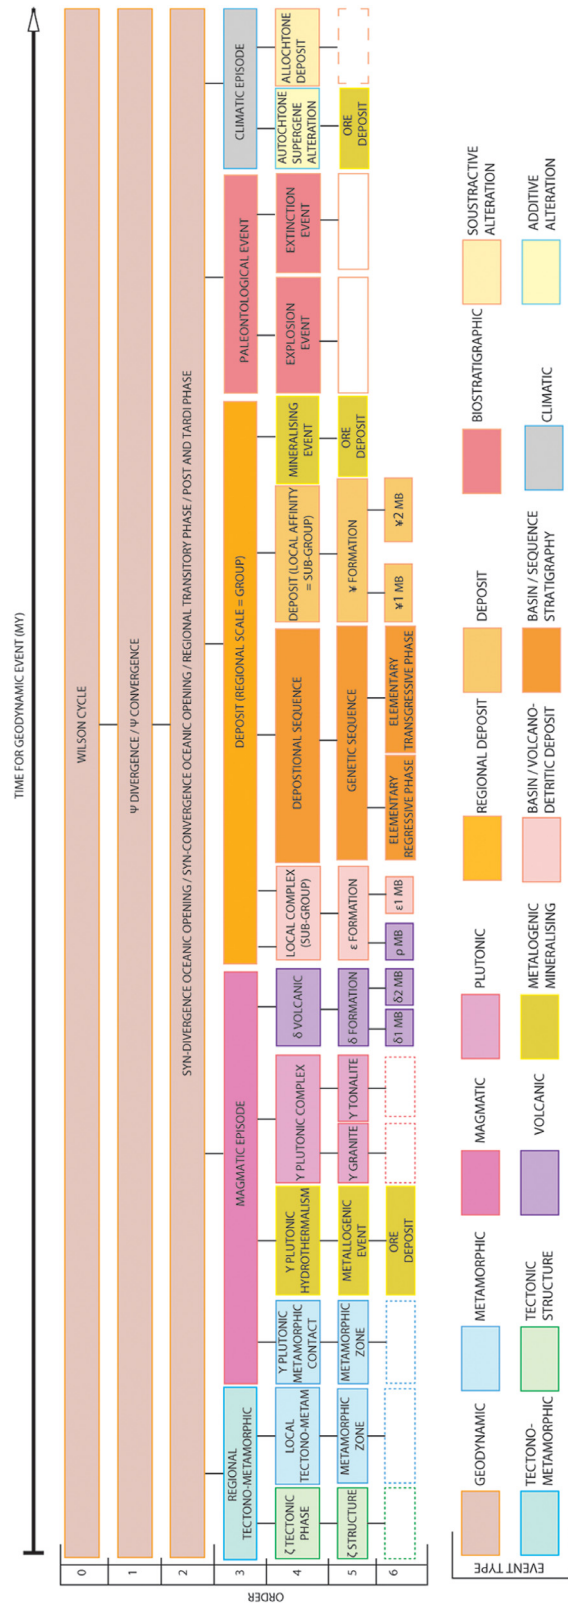 TIME FOR GEODYNAMIC EVENT (MY)
ORDER
0
WILSON CYCLE
1
Ψ DIVERGENCE / Ψ CONVERGENCE
2
SYN-DIVERGENCE OCEANIC OPENING / SYN-CONVERGENCE OCEANIC OPENING / REGIONAL TRANSITORY PHASE / POST AND TARDI PHASE
3
REGIONAL
TECTONO-METAMORPHIC
MAGMATIC EPISODE
DEPOSIT (REGIONAL SCALE = GROUP)
PALEONTOLOGICAL EVENT
CLIMATIC EPISODE
4
ζ TECTONIC
PHASE
LOCAL
TECTONO-METAM
Y PLUTONIC
METAMORPHIC
CONTACT
Y PLUTONIC
HYDROTHERMALISM
Y PLUTONIC COMPLEX
δ VOLCANIC
LOCAL COMPLEX
(SUB-GROUP)
DEPOSTIONAL SEQUENCE
DEPOSIT (LOCAL AFFINITY
= SUB-GROUP)
MINERALISING
EVENT
EXPLOSION
EVENT
EXTINCTION
EVENT
AUTOCHTONE
SUPERGENE
ALTERATION
ALLOCHTONE
DEPOSIT
5
ζ STRUCTURE
METAMORPHIC
ZONE
METAMORPHIC
ZONE
METALLOGENIC
EVENT
Y GRANITE
Y TONALITE
δ FORMATION
ε FORMATION
GENETIC SEQUENCE
¥ FORMATION
ORE
DEPOSIT
ORE
DEPOSIT
6
ORE
DEPOSIT
δ1 MB
δ2 MB
ρ MB
ε1 MB
ELEMENTARY
REGRESSIVE PHASE
ELEMENTARY
TRANSGRESSIVE PHASE
¥1 MB
¥2 MB
EVENT TYPE
GEODYNAMIC
METAMORPHIC
MAGMATIC
PLUTONIC
REGIONAL DEPOSIT
DEPOSIT
BIOSTRATIGRAPHIC
SOUSTRACTIVE
ALTERATION
TECTONO-
METAMORPHIC
TECTONIC
STRUCTURE
VOLCANIC
METALOGENIC
MINERALISING
BASIN / VOLCANO-
DETRITIC DEPOSIT
BASIN / SEQUENCE
STRATIGRAPHY
CLIMATIC
ADDITIVE
ALTERATION